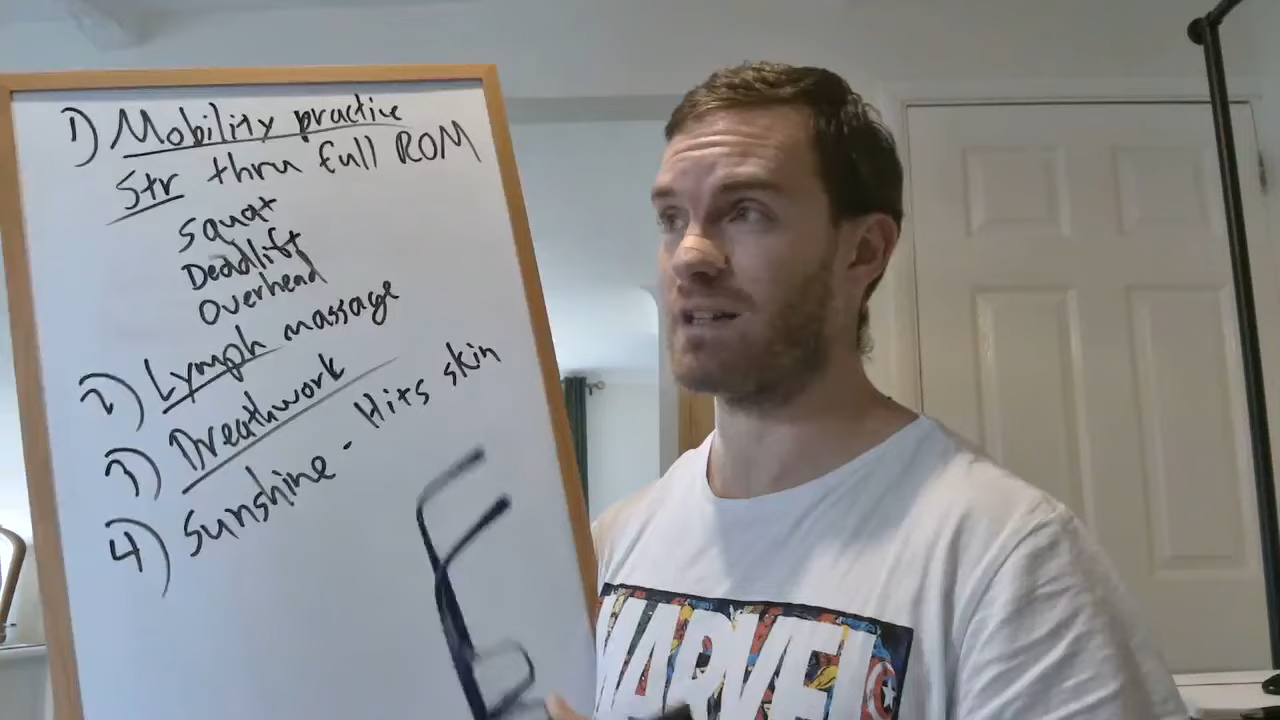 1) Mobility practice
Str thru full ROM
Squat
Deadlift
Overhead
2) Lymph massage
3) Breathwork
4) Sunshine - Hits skin
MARVEL